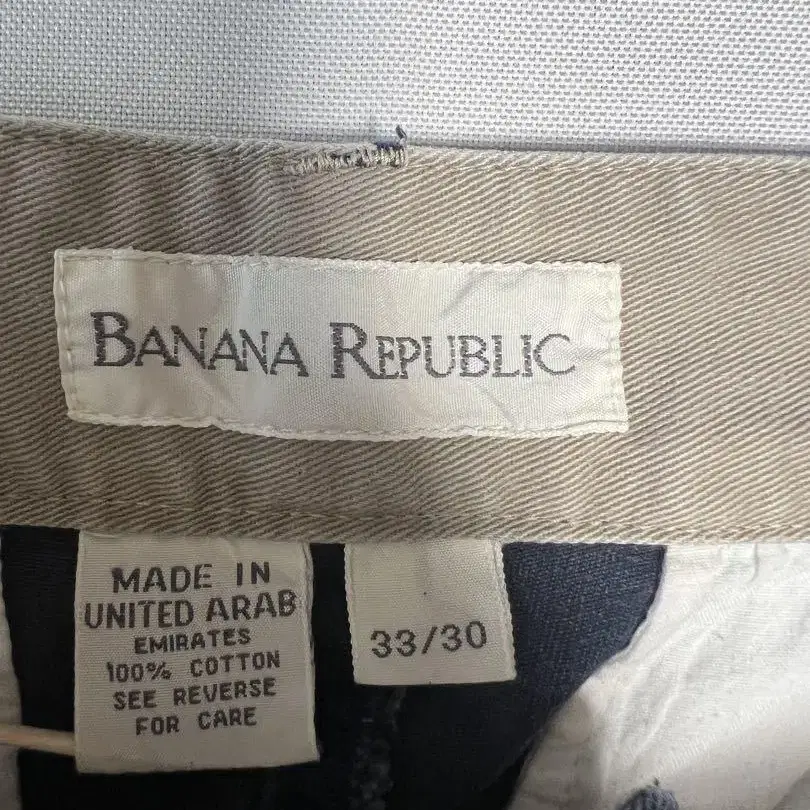 BANANA REPUBLIC
MADE IN
UNITED ARAB
EMIRATES
100% COTTON
SEE REVERSE
FOR CARE
33/30